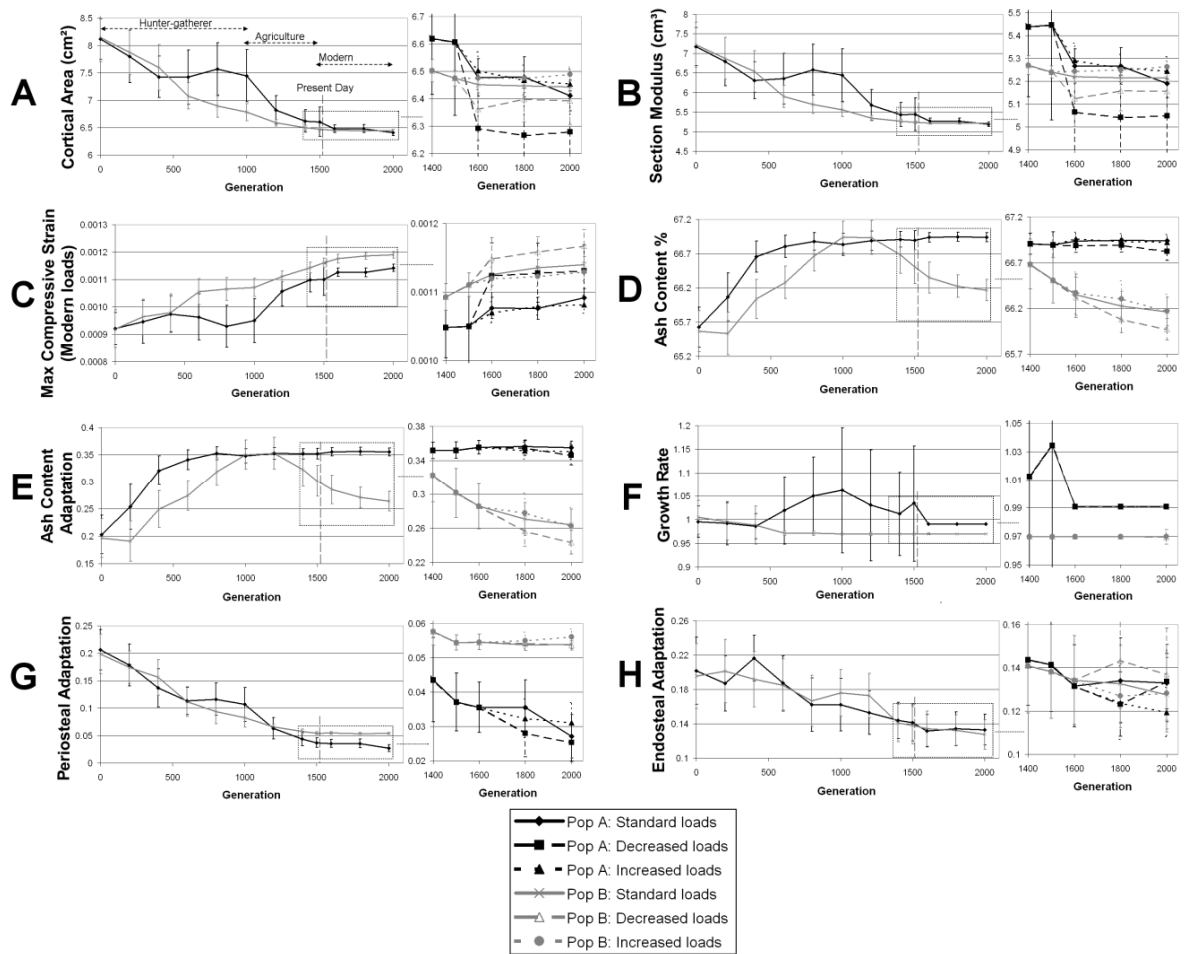 A
Cortical Area (cm²)
8.5
8
7.5
7
6.5
6
Hunter-gatherer
Agriculture
Modern
Present Day
0 500 1000 1500 2000
Generation
6.7
6.6
6.5
6.4
6.3
6.2
1400 1600 1800 2000
Generation
B
Section Modulus (cm³)
8
7.5
7
6.5
6
5.5
5
4.5
0 500 1000 1500 2000
Generation
5.5
5.4
5.3
5.2
5.1
5
4.9
1400 1600 1800 2000
Generation
C
Max Compressive Strain
(Modern loads)
0.0013
0.0012
0.0011
0.0010
0.0009
0.0008
0 500 1000 1500 2000
Generation
0.0012
0.0011
0.0010
1400 1600 1800 2000
Generation
D
Ash Content %
67.2
66.7
66.2
65.7
65.2
0 500 1000 1500 2000
Generation
67.2
66.7
66.2
65.7
1400 1600 1800 2000
Generation
E
Ash Content
Adaptation
0.4
0.35
0.3
0.25
0.2
0.15
0 500 1000 1500 2000
Generation
0.38
0.34
0.3
0.26
0.22
1400 1600 1800 2000
Generation
F
Growth Rate
1.2
1.15
1.1
1.05
1
0.95
0.9
0 500 1000 1500 2000
Generation
1.05
1.03
1.01
0.99
0.97
0.95
1400 1600 1800 2000
Generation
G
Periosteal Adaptation
0.25
0.2
0.15
0.1
0.05
0
0 500 1000 1500 2000
Generation
0.06
0.05
0.04
0.03
0.02
1400 1600 1800 2000
Generation
H
Endosteal Adaptation
0.26
0.22
0.18
0.14
0.1
0 500 1000 1500 2000
Generation
0.16
0.14
0.12
0.1
1400 1600 1800 2000
Generation
Pop A: Standard loads
Pop A: Decreased loads
Pop A: Increased loads
Pop B: Standard loads
Pop B: Decreased loads
Pop B: Increased loads